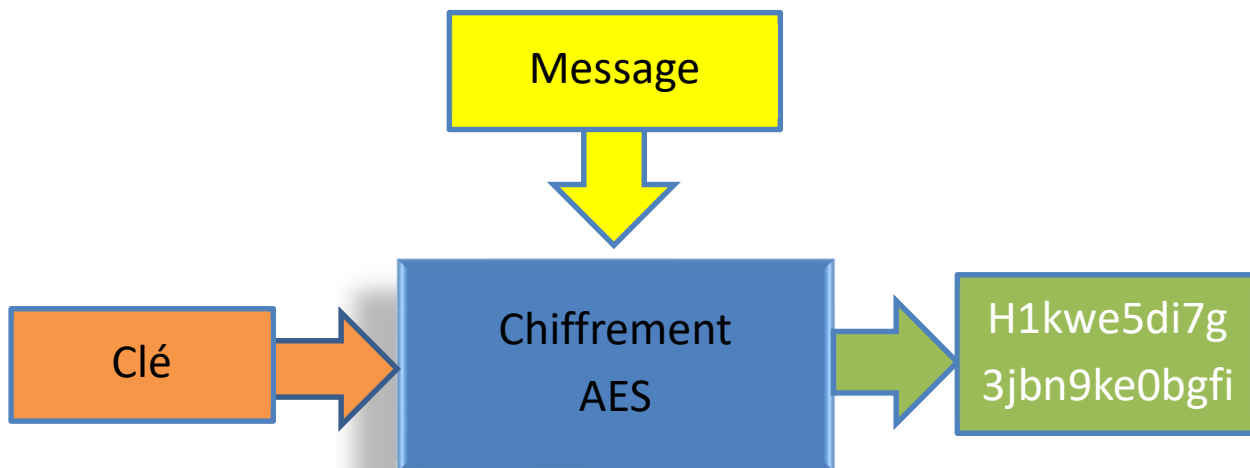 Message
Clé
Chiffrement
AES
H1kwe5di7g
3jbn9ke0bgfi